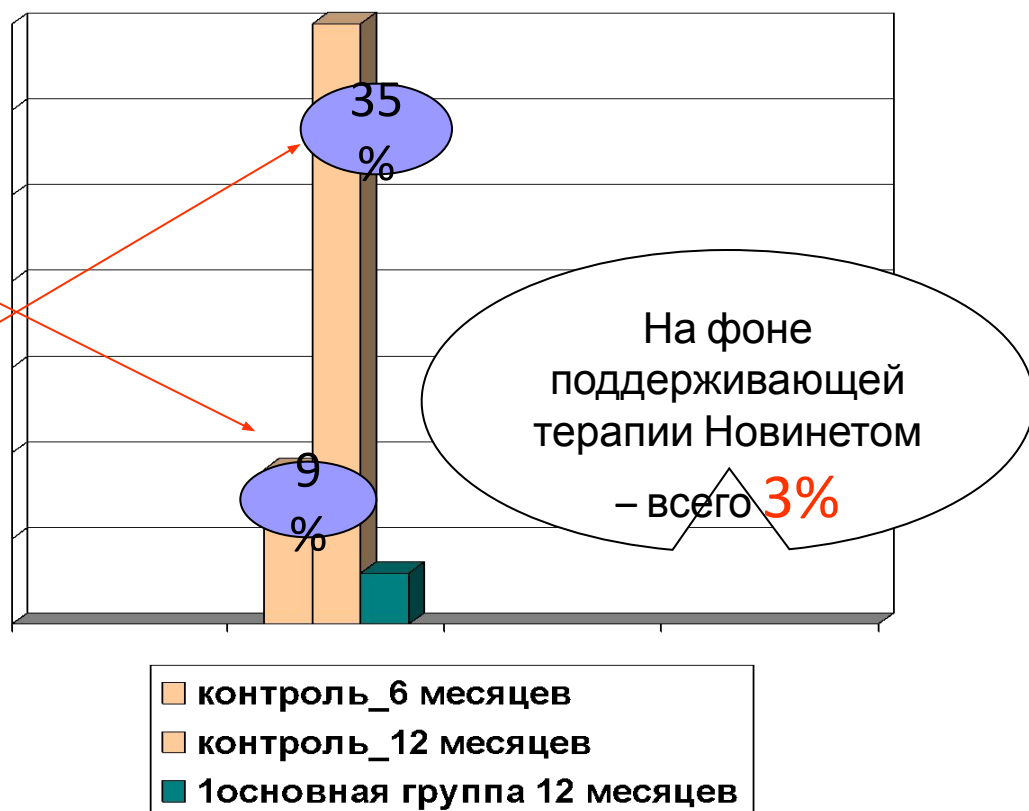 35
%
9
%
На фоне
поддерживающей
терапии Новинетом
– всего 3%
контроль_6 месяцев
контроль_12 месяцев
1основная группа 12 месяцев